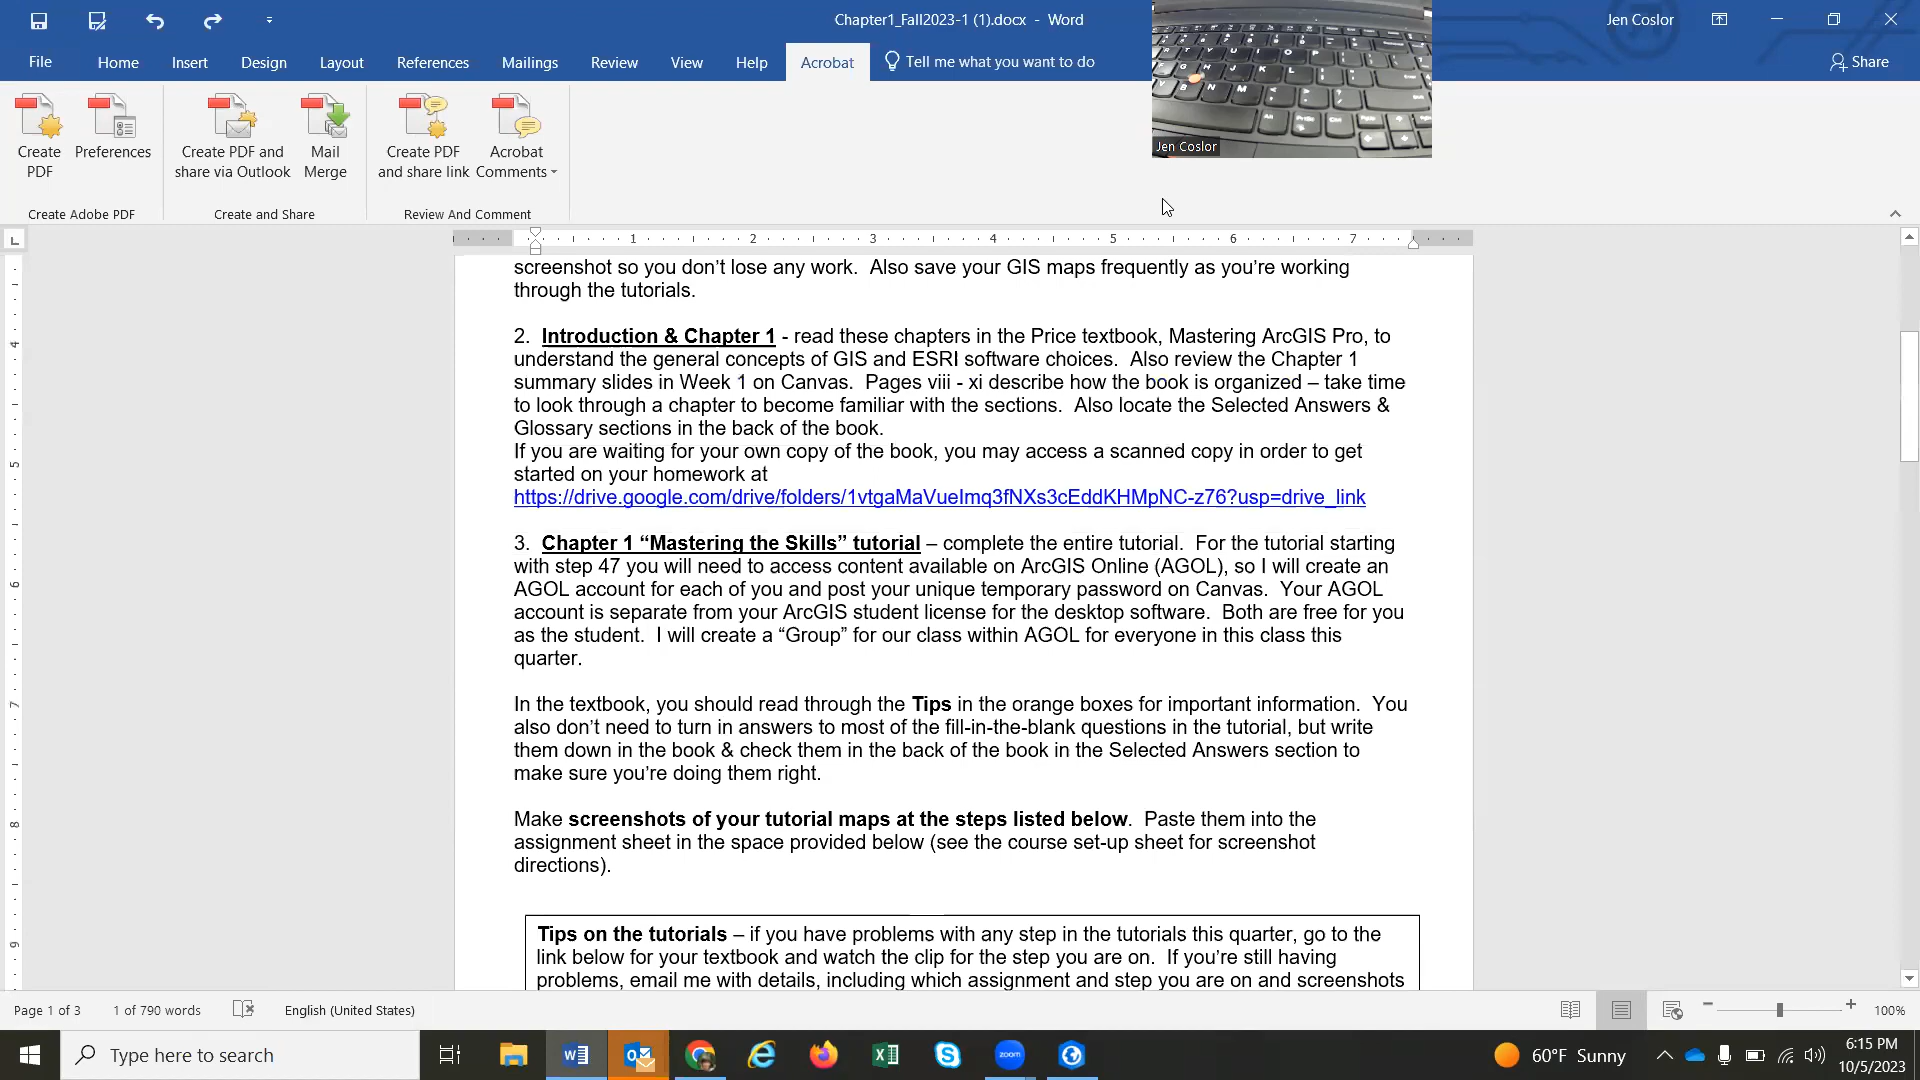 Chapter1_Fall2023-1 (1).docx - Word
Jen Coslor
File
Home
Insert
Design
Layout
References
Mailings
Review
View
Help
Acrobat
Tell me what you want to do
Share
Create PDF
Preferences
Create PDF and share via Outlook
Mail Merge
Create PDF and share link
Acrobat Comments
Create Adobe PDF
Create and Share
Review And Comment
Jen Coslor
1 2 3 4 5 6 7
screenshot so you don’t lose any work.  Also save your GIS maps frequently as you’re working
through the tutorials.
2.  Introduction & Chapter 1 - read these chapters in the Price textbook, Mastering ArcGIS Pro, to
understand the general concepts of GIS and ESRI software choices.  Also review the Chapter 1
summary slides in Week 1 on Canvas.  Pages viii - xi describe how the book is organized – take time
to look through a chapter to become familiar with the sections.  Also locate the Selected Answers &
Glossary sections in the back of the book.
If you are waiting for your own copy of the book, you may access a scanned copy in order to get
started on your homework at
https://drive.google.com/drive/folders/1vtgaMaVueImq3fNXs3cEddKHMpNC-z76?usp=drive_link
3.  Chapter 1 “Mastering the Skills” tutorial – complete the entire tutorial.  For the tutorial starting
with step 47 you will need to access content available on ArcGIS Online (AGOL), so I will create an
AGOL account for each of you and post your unique temporary password on Canvas.  Your AGOL
account is separate from your ArcGIS student license for the desktop software.  Both are free for you
as the student.  I will create a “Group” for our class within AGOL for everyone in this class this
quarter.
In the textbook, you should read through the Tips in the orange boxes for important information.  You
also don’t need to turn in answers to most of the fill-in-the-blank questions in the tutorial, but write
them down in the book & check them in the back of the book in the Selected Answers section to
make sure you’re doing them right.
Make screenshots of your tutorial maps at the steps listed below.  Paste them into the
assignment sheet in the space provided below (see the course set-up sheet for screenshot
directions).
Tips on the tutorials – if you have problems with any step in the tutorials this quarter, go to the
link below for your textbook and watch the clip for the step you are on.  If you’re still having
problems, email me with details, including which assignment and step you are on and screenshots
4
5
6
7
8
9
Page 1 of 3
1 of 790 words
English (United States)
100%
Type here to search
zoom
60°F Sunny
6:15 PM
10/5/2023